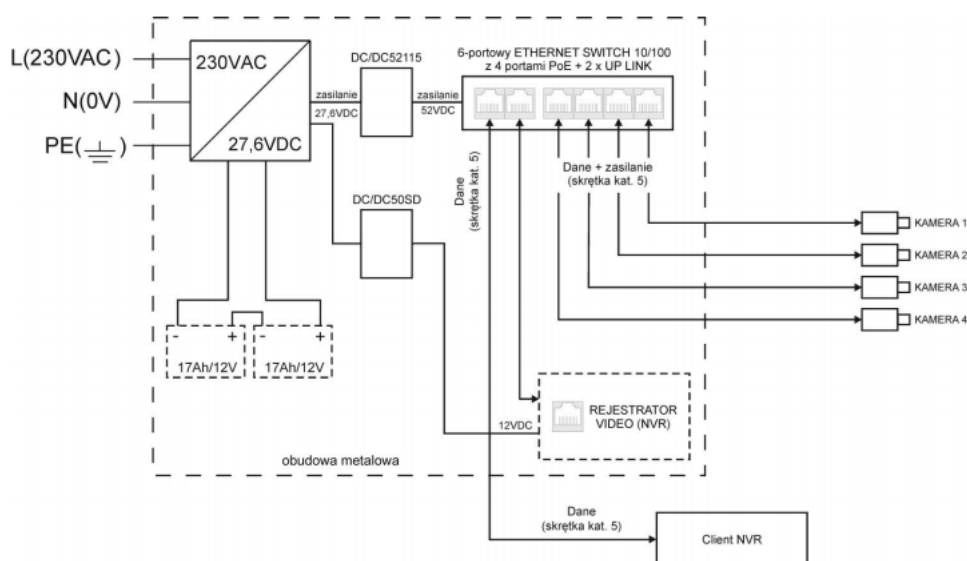 L(230VAC)
N(0V)
PE(⏚)
230VAC
27,6VDC
zasilanie
27,6VDC
DC/DC52115
zasilanie
52VDC
6-portowy ETHERNET SWITCH 10/100
z 4 portami PoE + 2 x UP LINK
Dane
(skrętka kat. 5)
Dane + zasilanie
(skrętka kat. 5)
DC/DC50SD
KAMERA 1
KAMERA 2
KAMERA 3
KAMERA 4
- +
17Ah/12V
- +
17Ah/12V
12VDC
REJESTRATOR
VIDEO (NVR)
obudowa metalowa
Dane
(skrętka kat. 5)
Client NVR